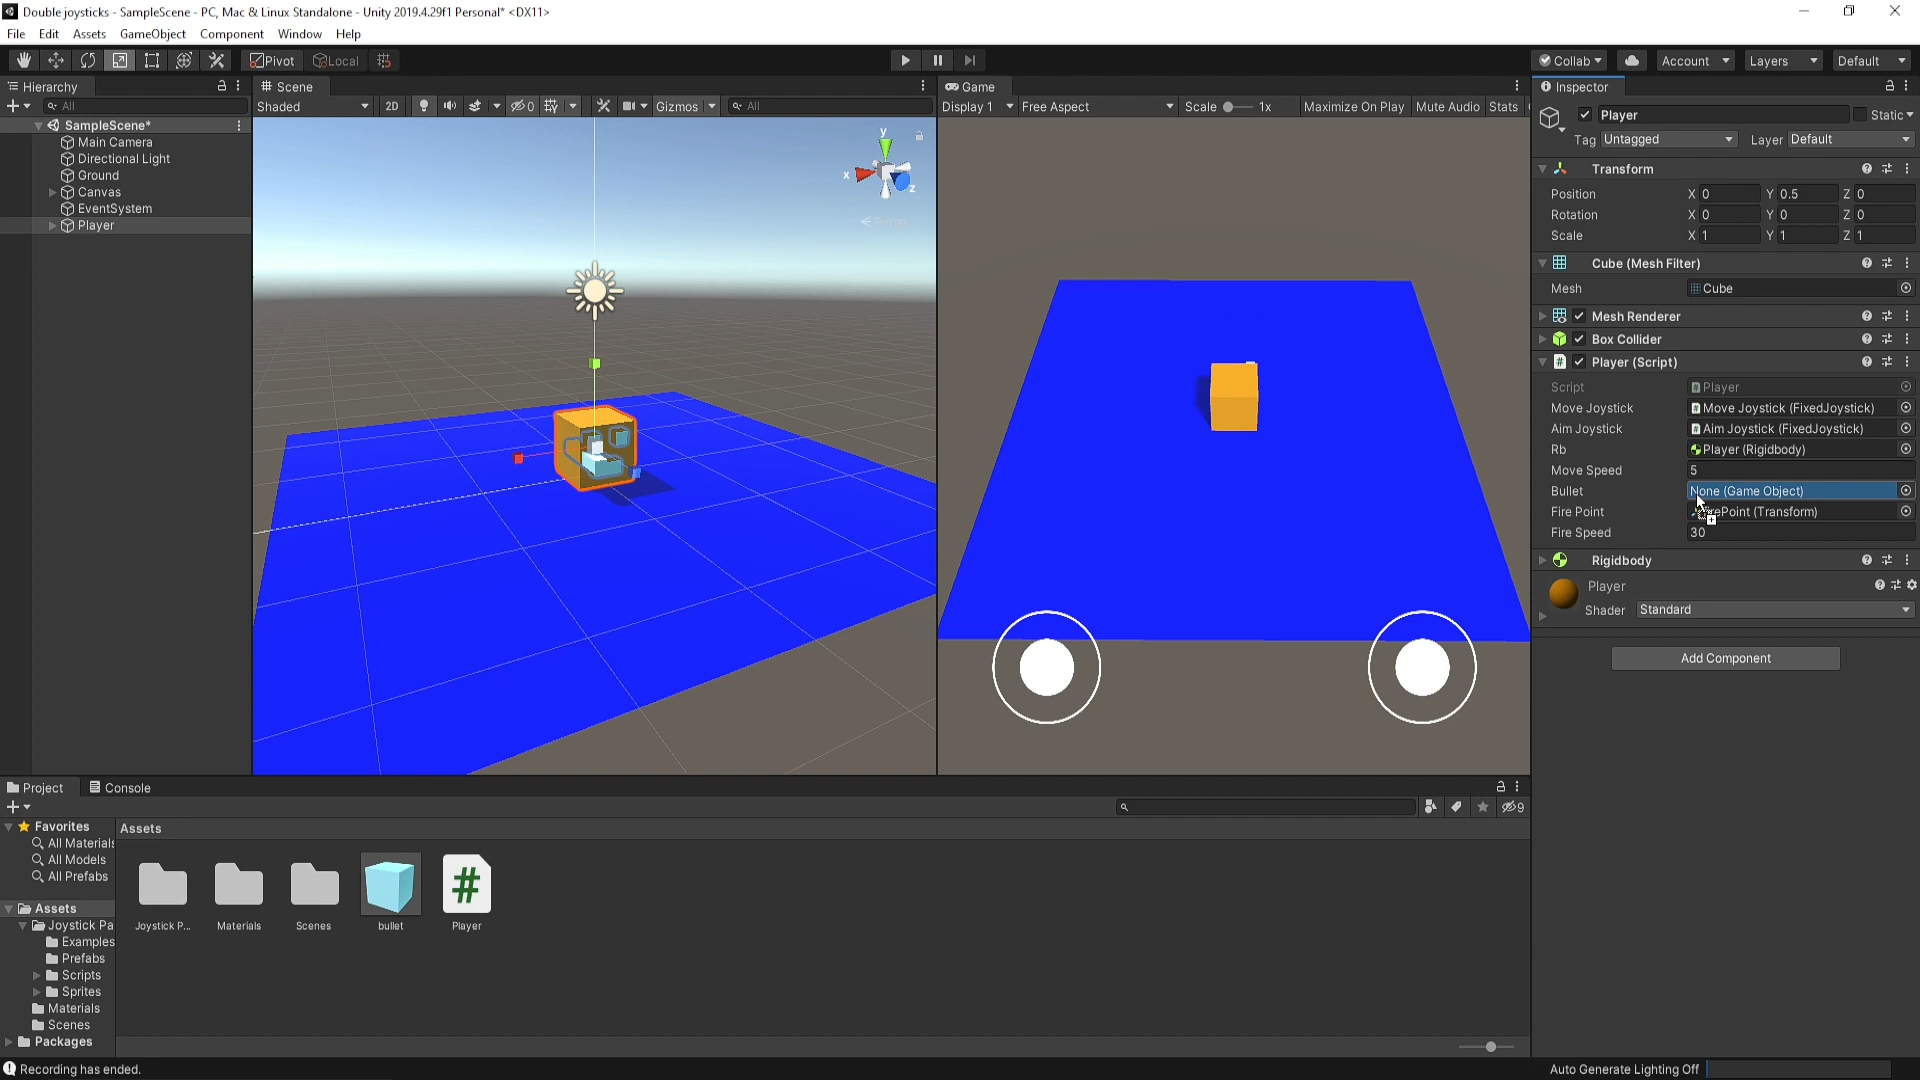 Double joysticks - SampleScene - PC, Mac & Linux Standalone - Unity 2019.4.29f1 Personal* <DX11>
File Edit Assets GameObject Component Window Help
Pivot Local Collab Account Layers Default
Hierarchy
All
SampleScene*
Main Camera
Directional Light
Ground
Canvas
EventSystem
Player
Scene
Shaded 2D 0 Gizmos All
y
x
z
Persp
Game
Display 1 Free Aspect Scale 1x Maximize On Play Mute Audio Stats
Inspector
Player Static
Tag Untagged Layer Default
Transform
Position X 0 Y 0.5 Z 0
Rotation X 0 Y 0 Z 0
Scale X 1 Y 1 Z 1
Cube (Mesh Filter)
Mesh Cube
Mesh Renderer
Box Collider
Player (Script)
Script Player
Move Joystick Move Joystick (FixedJoystick)
Aim Joystick Aim Joystick (FixedJoystick)
Rb Player (Rigidbody)
Move Speed 5
Bullet None (Game Object)
Fire Point rePoint (Transform)
Fire Speed 30
Rigidbody
Player
Shader Standard
Add Component
Project Console
9
Favorites
All Materials
All Models
All Prefabs
Assets
Joystick Pa
Examples
Prefabs
Scripts
Sprites
Materials
Scenes
Packages
Assets
Joystick P... Materials Scenes bullet Player
Recording has ended.
Auto Generate Lighting Off